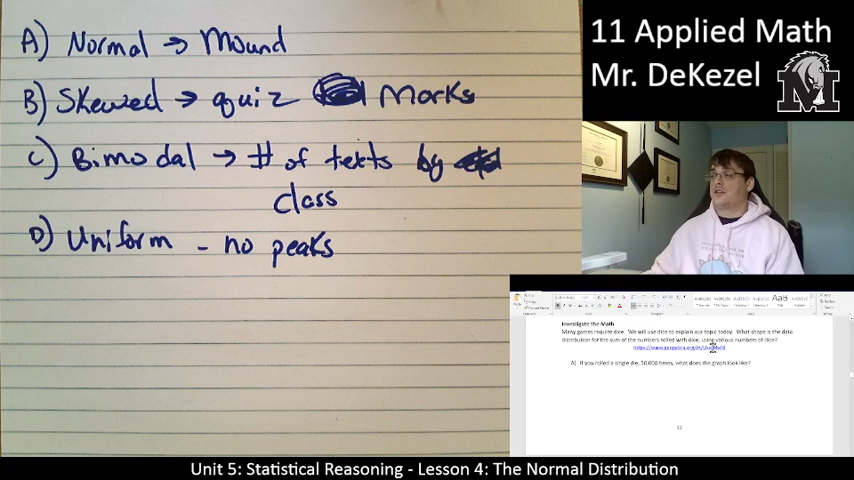 A) Normal → Mound
B) Skewed → quiz Marks
C) Bimodal → # of texts by
class
D) Uniform - no peaks
11 Applied Math
Mr. DeKezel
M
Investigate the Math
Many games require dice. We will use dice to explain our topic today. What shape is the data
distribution for the sum of the numbers rolled with dice, using various numbers of dice?
A) If you rolled a single die, 50,000 times, what does the graph look like?
Unit 5: Statistical Reasoning - Lesson 4: The Normal Distribution